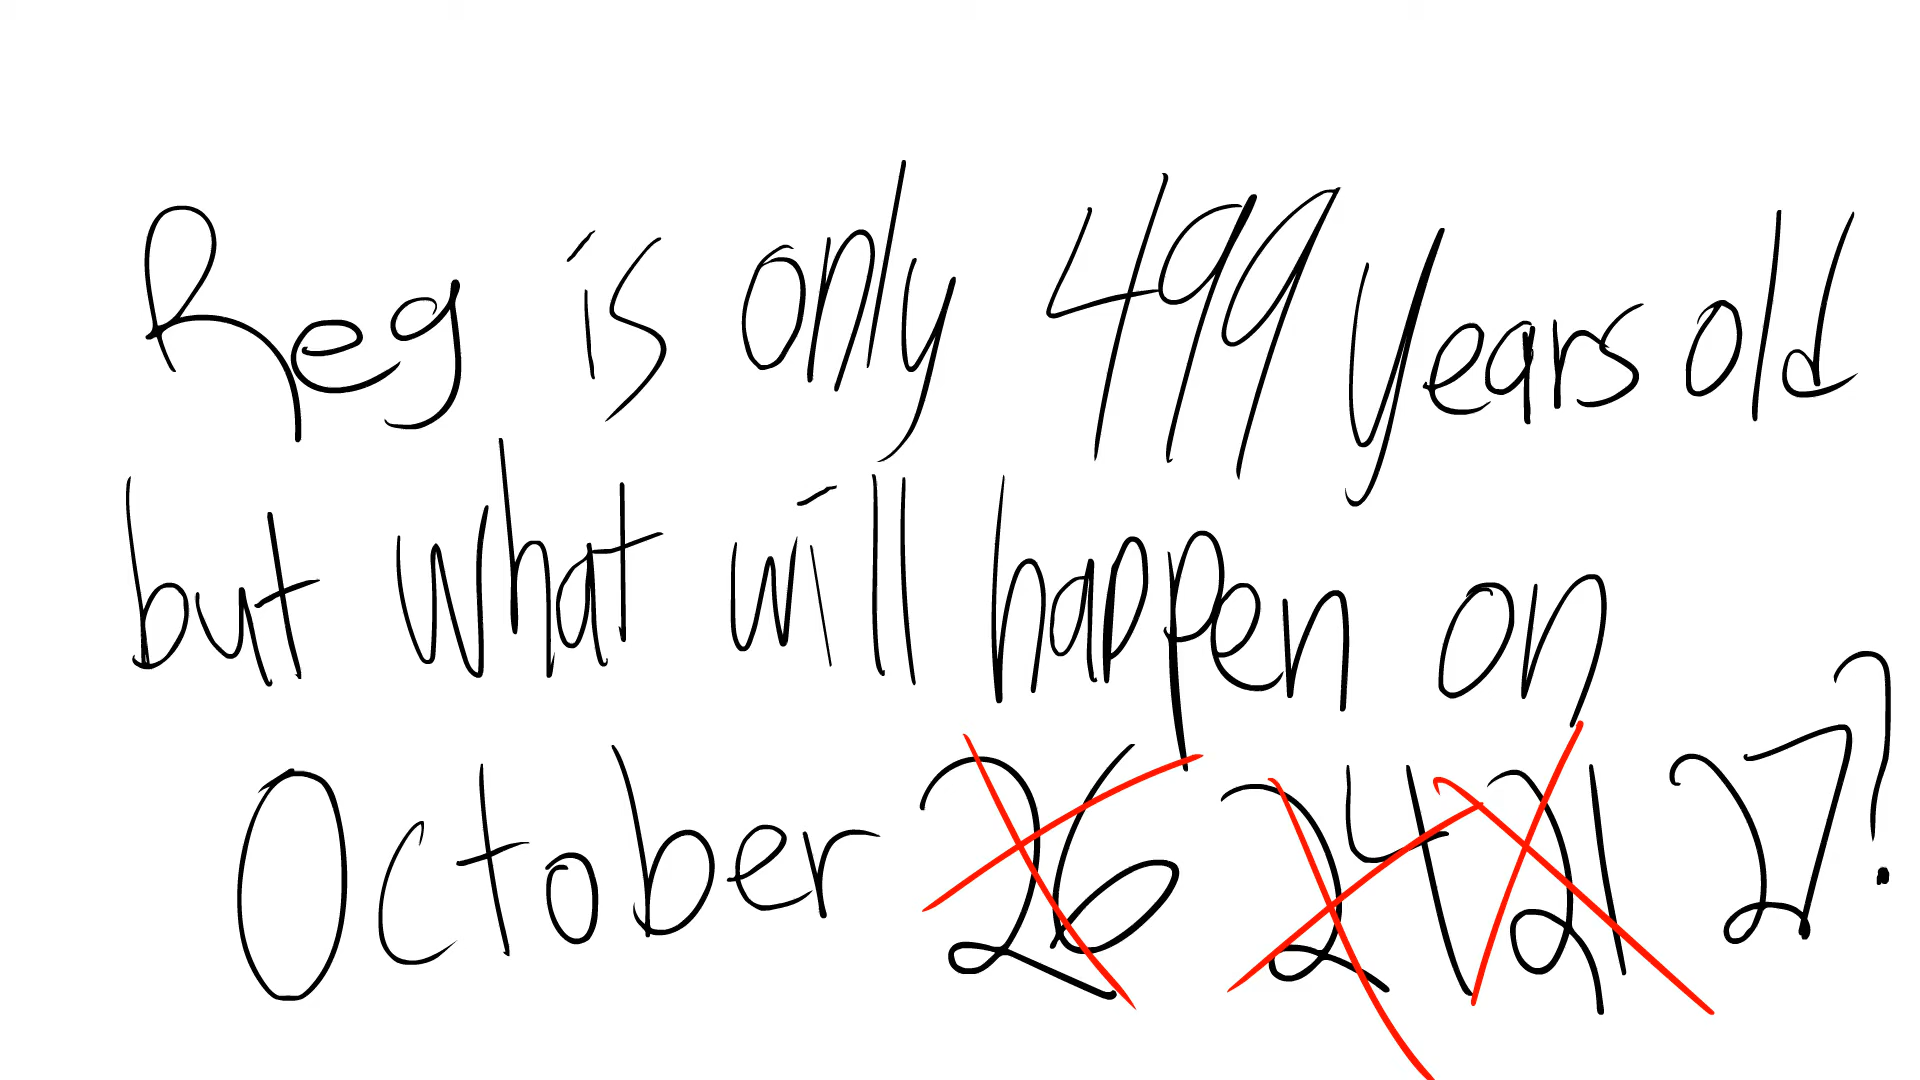 Reg is only 499 years old
but what will happen on
October 26 24 21 27?